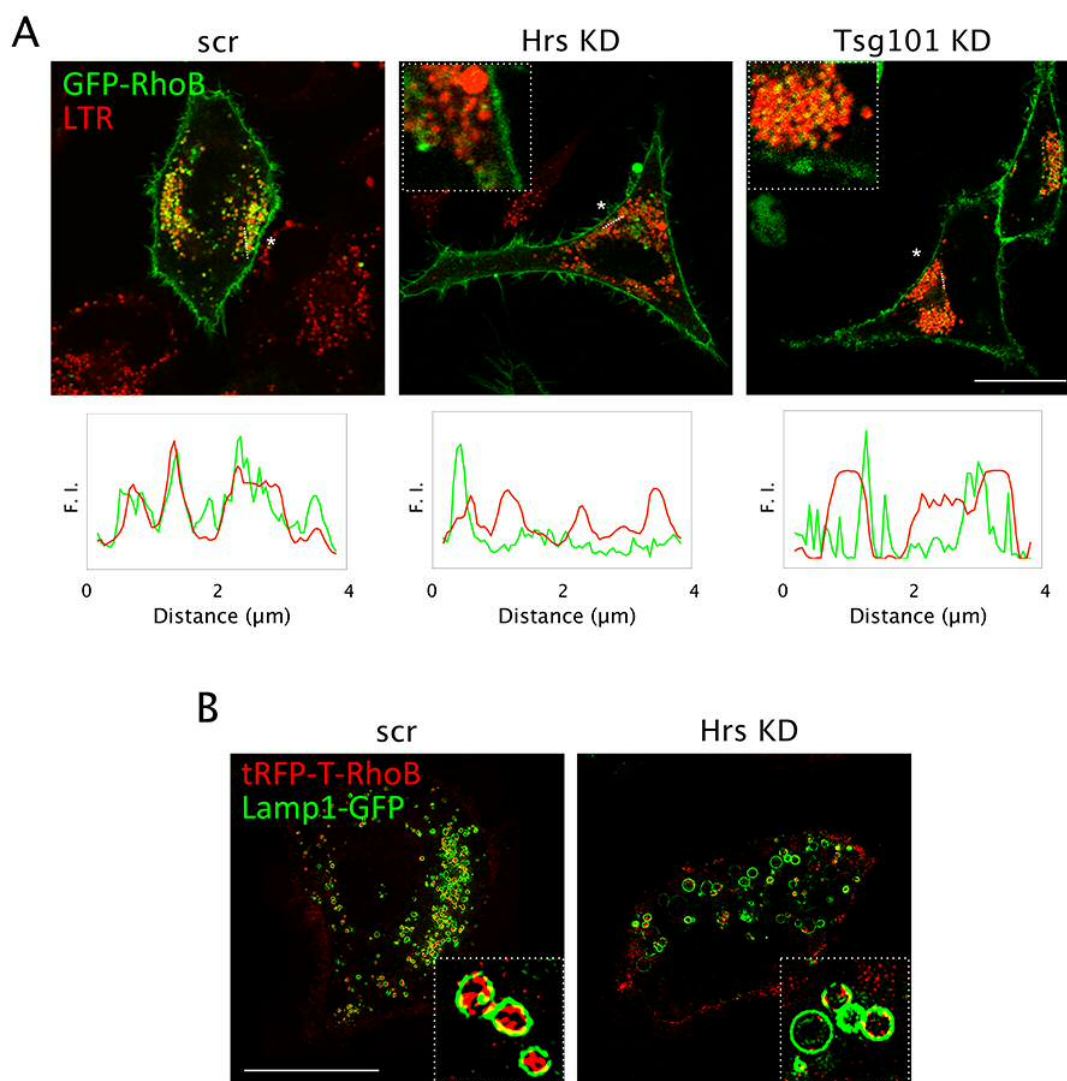 A
scr
Hrs KD
Tsg101 KD
GFP-RhoB
LTR
*
*
*
F. I.
F. I.
F. I.
0 2 4
0 2 4
0 2 4
Distance (µm)
Distance (µm)
Distance (µm)
B
scr
Hrs KD
tRFP-T-RhoB
Lamp1-GFP